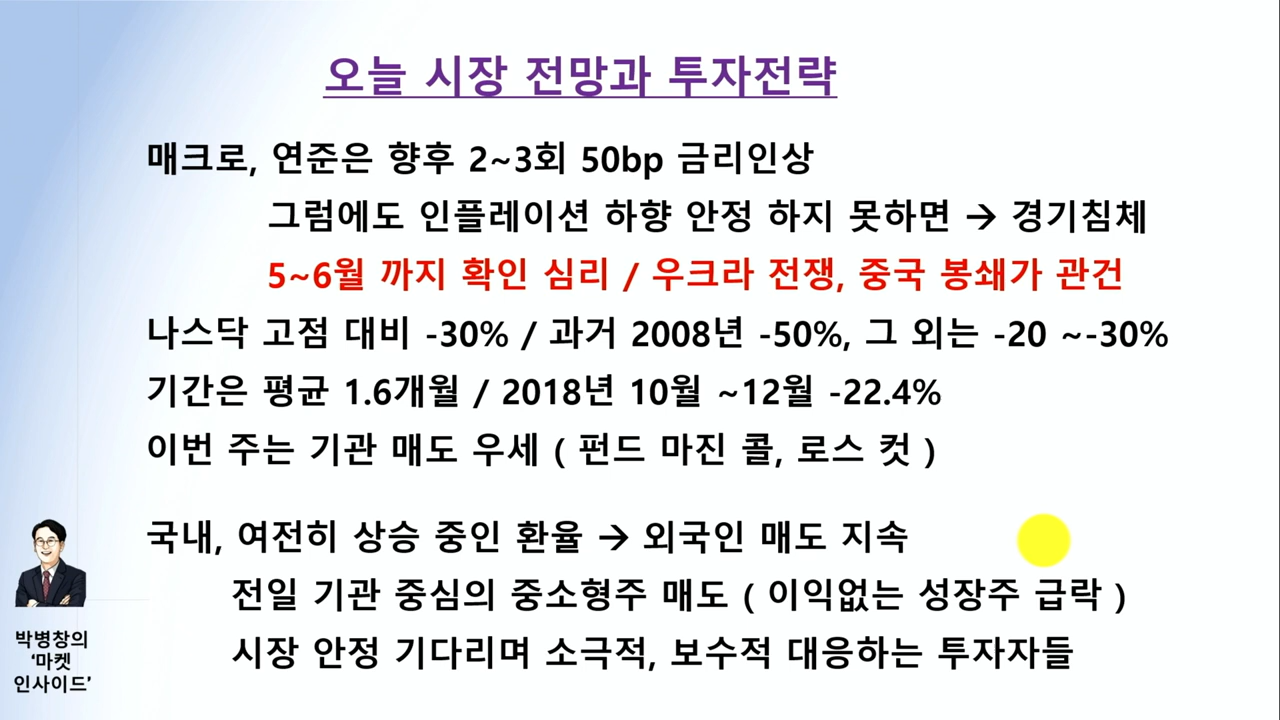 오늘 시장 전망과 투자전략
매크로, 연준은 향후 2~3회 50bp 금리인상
그럼에도 인플레이션 하향 안정 하지 못하면 → 경기침체
5~6월 까지 확인 심리 / 우크라 전쟁, 중국 봉쇄가 관건
나스닥 고점 대비 -30% / 과거 2008년 -50%, 그 외는 -20 ~-30%
기간은 평균 1.6개월 / 2018년 10월 ~12월 -22.4%
이번 주는 기관 매도 우세 ( 펀드 마진 콜, 로스 컷 )
국내, 여전히 상승 중인 환율 → 외국인 매도 지속
전일 기관 중심의 중소형주 매도 ( 이익없는 성장주 급락 )
시장 안정 기다리며 소극적, 보수적 대응하는 투자자들
박병창의
‘마켓
인사이드’